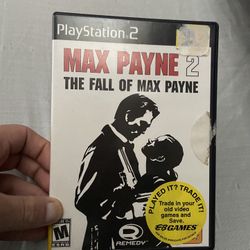 PlayStation 2
MAX PAYNE 2
THE FALL OF MAX PAYNE
PLAYED IT? TRADE IT!
Trade in your
old video
games and
Save.
EBGAMES
M
REMEDY